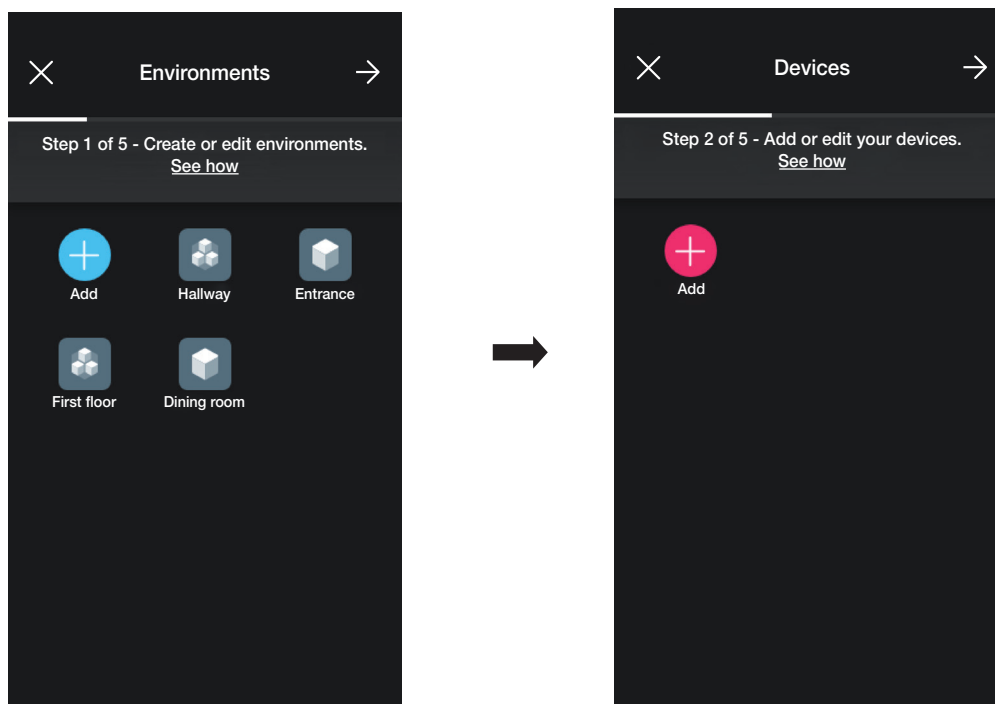 Environments
Step 1 of 5 - Create or edit environments.
See how
Add
Hallway
Entrance
First floor
Dining room
Devices
Step 2 of 5 - Add or edit your devices.
See how
Add